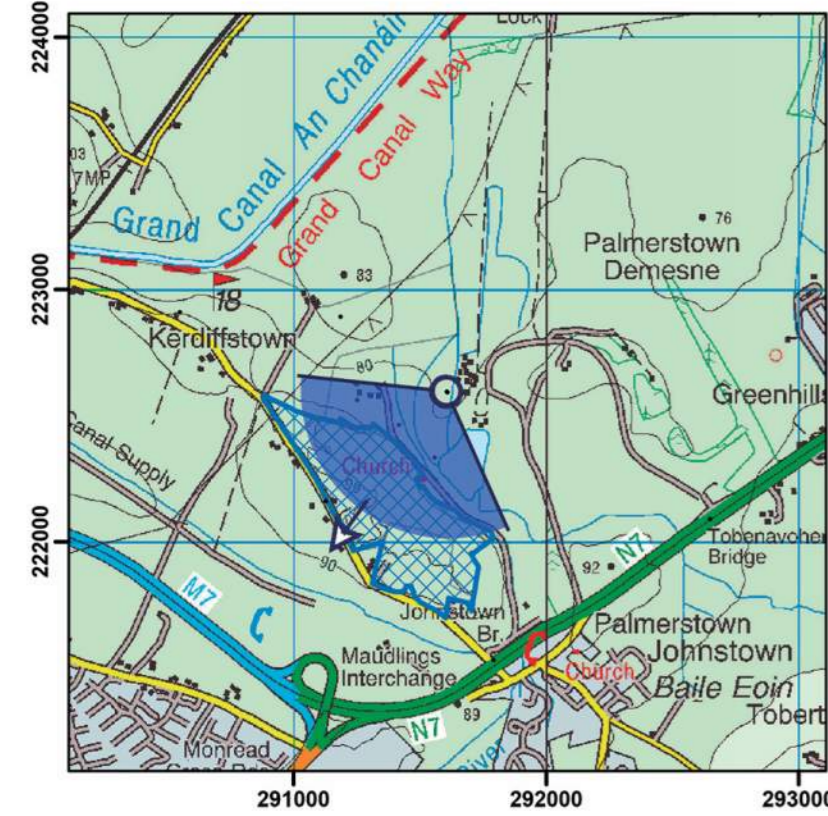 224000
223000
222000
Lock
Grand Canal An Chanáil
Grand Canal Way
03
7MP
18
83
76
Palmerstown
Demesne
Kerdiffstown
80
Greenhills
Canal Supply
Church
90
92
N7
Tobenavoher
Bridge
M7
Johnstown
Br.
Palmerstown
Johnstown
Baile Eoin
Church
Maudlings
Interchange
89
N7
River
Tobert
Monread
291000
292000
293000